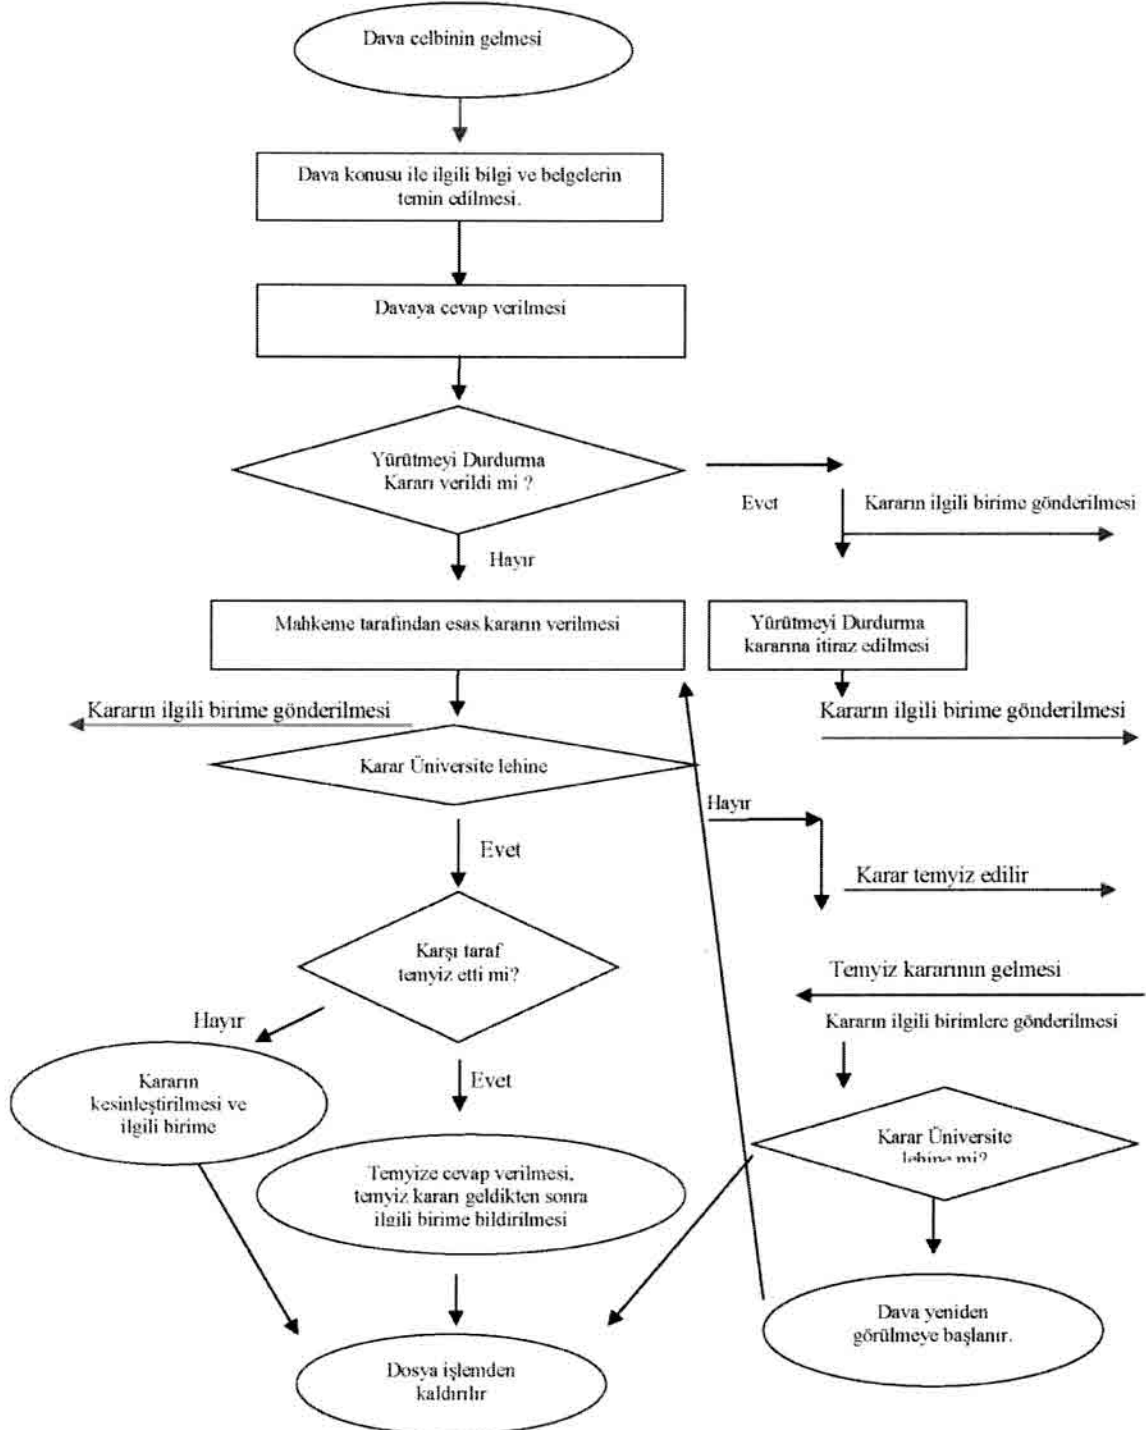 Dava celbinin gelmesi
Dava konusu ile ilgili bilgi ve belgelerin
temin edilmesi.
Davaya cevap verilmesi
Yürütmeyi Durdurma
Kararı verildi mi ?
Evet
Kararın ilgili birime gönderilmesi
Hayır
Mahkeme tarafından esas kararın verilmesi
Yürütmeyi Durdurma
kararına itiraz edilmesi
Kararın ilgili birime gönderilmesi
Kararın ilgili birime gönderilmesi
Karar Üniversite lehine
Hayır
Evet
Karar temyiz edilir
Karşı taraf
temyiz etti mi?
Temyiz kararının gelmesi
Hayır
Kararın ilgili birimlere gönderilmesi
Kararın
kesinleştirilmesi ve
ilgili birime
Evet
Karar Üniversite
lehine mi?
Temyize cevap verilmesi,
temyiz kararı geldikten sonra
ilgili birime bildirilmesi
Dava yeniden
görülmeye başlanır.
Dosya işlemden
kaldırılır